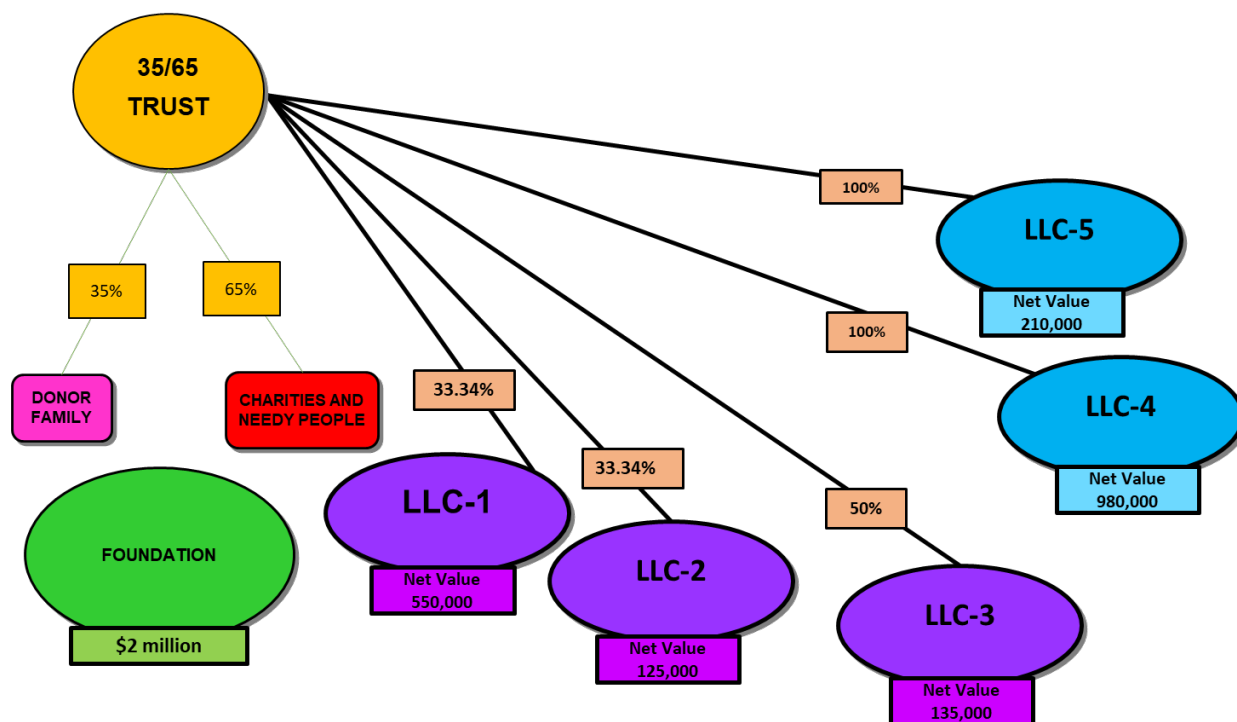 35/65
TRUST
100%
LLC-5
Net Value
210,000
35%
65%
100%
DONOR
FAMILY
CHARITIES AND
NEEDY PEOPLE
33.34%
LLC-4
Net Value
980,000
33.34%
LLC-1
50%
FOUNDATION
LLC-2
Net Value
550,000
LLC-3
$2 million
Net Value
125,000
Net Value
135,000